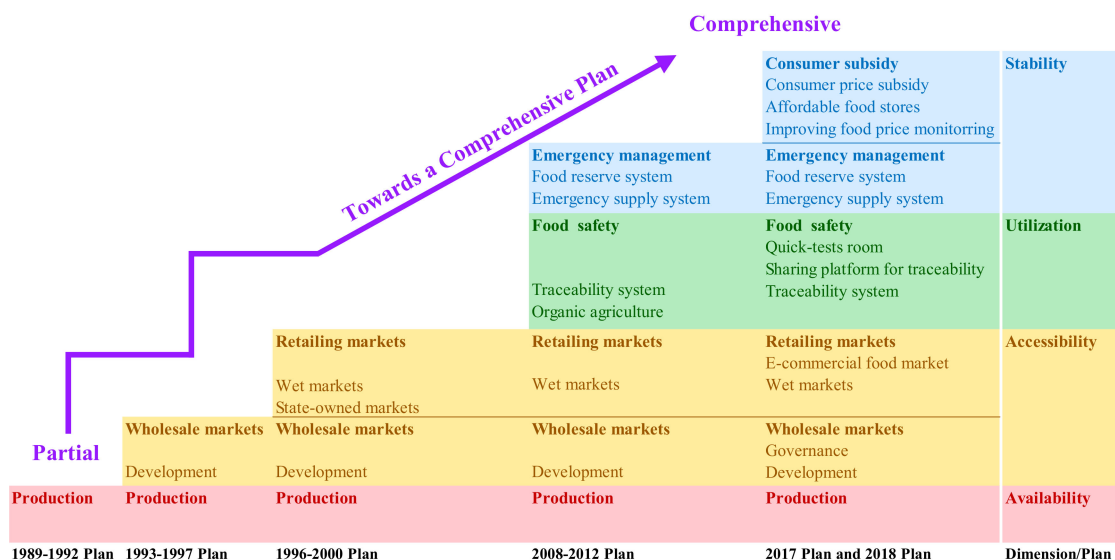 Comprehensive
Towards a Comprehensive Plan
Partial
Consumer subsidy
Consumer price subsidy
Affordable food stores
Improving food price monitorring
Stability
Emergency management
Food reserve system
Emergency supply system
Emergency management
Food reserve system
Emergency supply system
Food safety
Traceability system
Organic agriculture
Food safety
Quick-tests room
Sharing platform for traceability
Traceability system
Utilization
Retailing markets
Wet markets
State-owned markets
Retailing markets
Wet markets
Retailing markets
E-commercial food market
Wet markets
Accessibility
Wholesale markets
Development
Wholesale markets
Development
Wholesale markets
Development
Wholesale markets
Governance
Development
Production
Production
Production
Production
Production
Availability
1989-1992 Plan
1993-1997 Plan
1996-2000 Plan
2008-2012 Plan
2017 Plan and 2018 Plan
Dimension/Plan